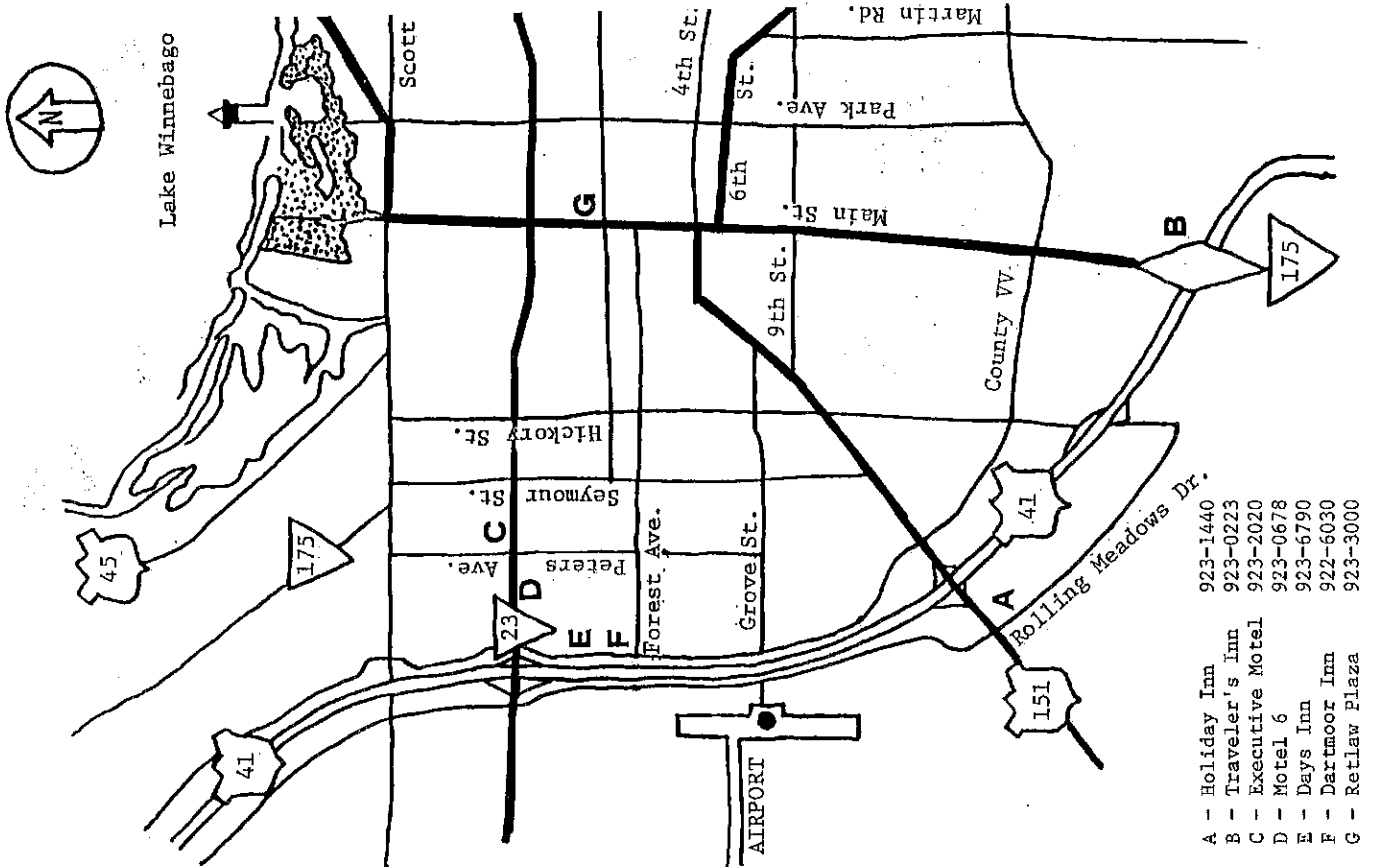 N
Lake Winnebago
45
175
41
Scott
23
C
D
E
F
G
Peters Ave.
Seymour St.
Hickory St.
Forest Ave.
4th St.
6th St.
Park Ave.
Martin Rd.
Main St.
9th St.
Grove St.
County VV.
AIRPORT
A
B
41
151
175
Rolling Meadows Dr.
A - Holiday Inn 923-1440
B - Traveler's Inn 923-0223
C - Executive Motel 923-2020
D - Motel 6 923-0678
E - Days Inn 923-6790
F - Dartmoor Inn 922-6030
G - Retlaw Plaza 923-3000